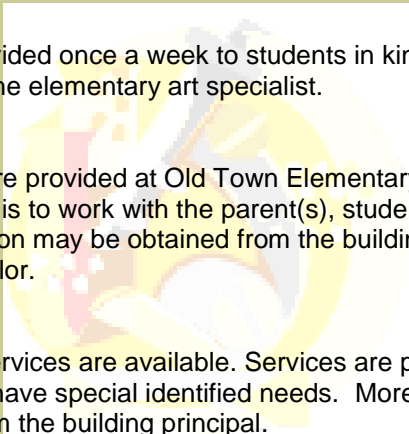 vided once a week to students in kin
he elementary art specialist.
re provided at Old Town Elementary
is to work with the parent(s), stude
on may be obtained from the buildin
lor.
ervices are available. Services are p
have special identified needs.  More
n the building principal.